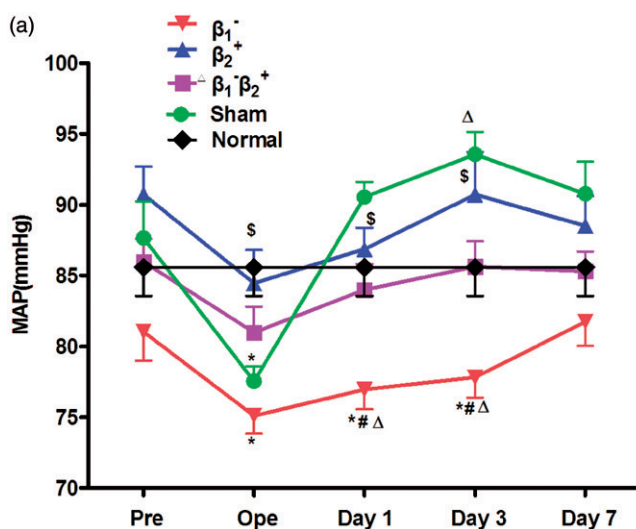 (a)
β₁⁻
β₂⁺
Δ β₁⁻β₂⁺
Sham
Normal
100
95
90
85
80
75
70
MAP(mmHg)
Δ
$
$
$
*
*
*#Δ
*#Δ
Pre Ope Day 1 Day 3 Day 7